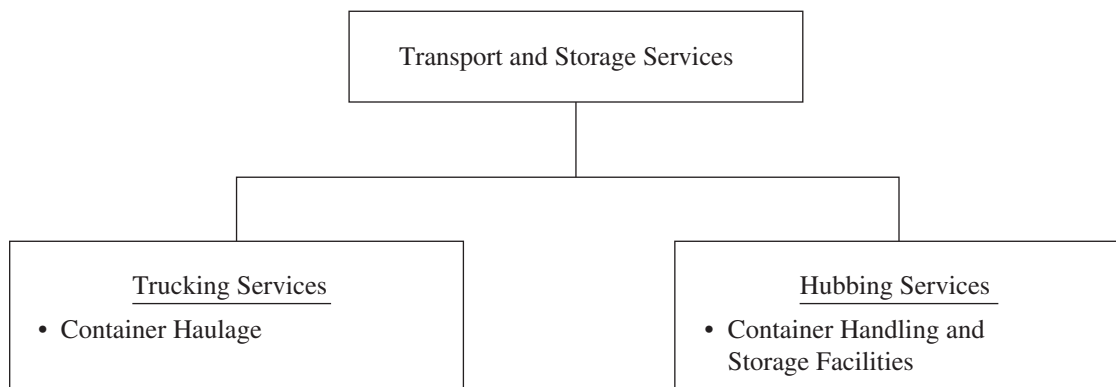 Transport and Storage Services
Trucking Services
• Container Haulage
Hubbing Services
• Container Handling and
Storage Facilities